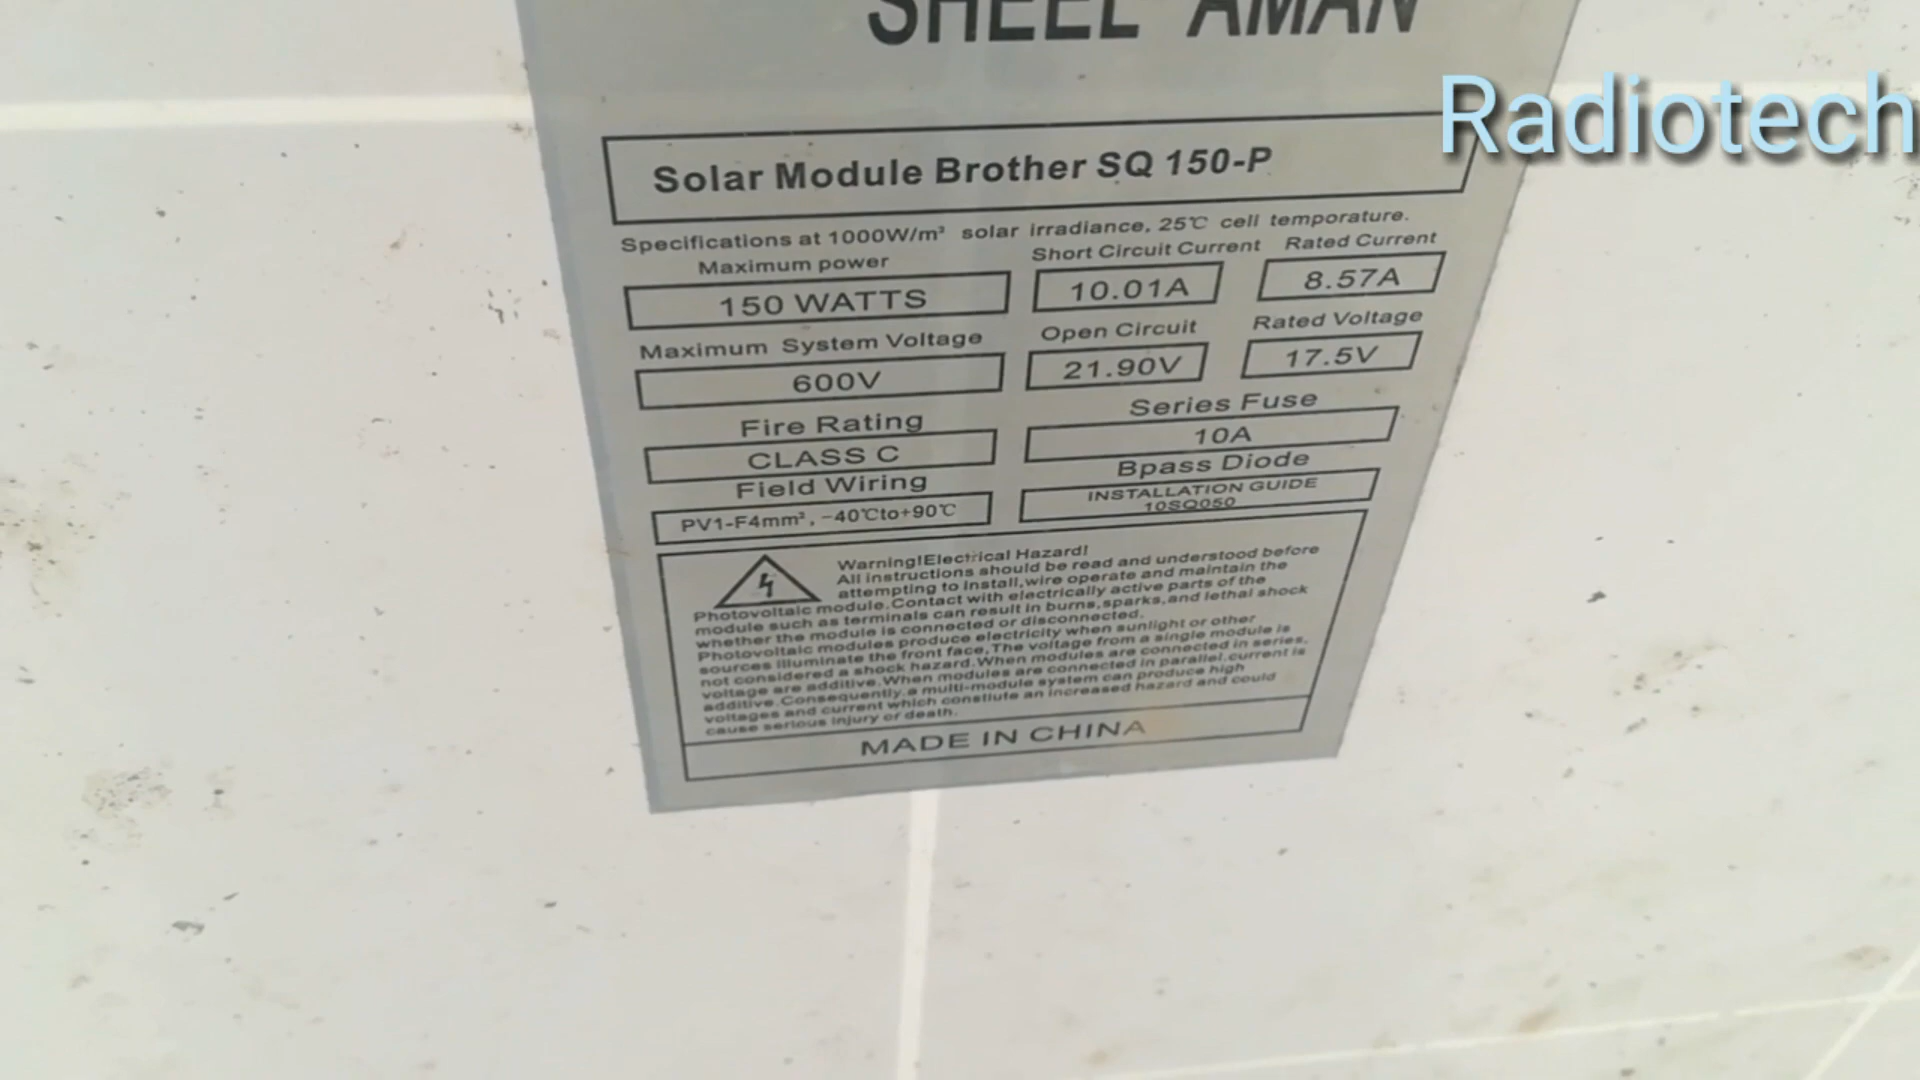 SHEEL AMAN
Radiotech
Solar Module Brother SQ 150-P
Specifications at 1000W/m² solar irradiance, 25℃ cell temporature.
Maximum power
150 WATTS
Short Circuit Current
10.01A
Rated Current
8.57A
Maximum System Voltage
600V
Open Circuit
21.90V
Rated Voltage
17.5V
Fire Rating
CLASS C
Series Fuse
10A
Field Wiring
PV1-F4mm², -40℃to+90℃
Bpass Diode
INSTALLATION GUIDE
10SQ050
Warning!Electrical Hazard!
All instructions should be read and understood before
attempting to install,wire operate and maintain the
Photovoltaic module.Contact with electrically active parts of the
module such as terminals can result in burns,sparks,and lethal shock
whether the module is connected or disconnected.
Photovoltaic modules produce electricity when sunlight or other
sources illuminate the front face.The voltage from a single module is
not considered a shock hazard.When modules are connected in series,
voltage are additive.When modules are connected in parallel,current is
additive.Consequently,a multi-module system can produce high
voltages and current which constiute an increased hazard and could
cause serious injury or death.
MADE IN CHINA